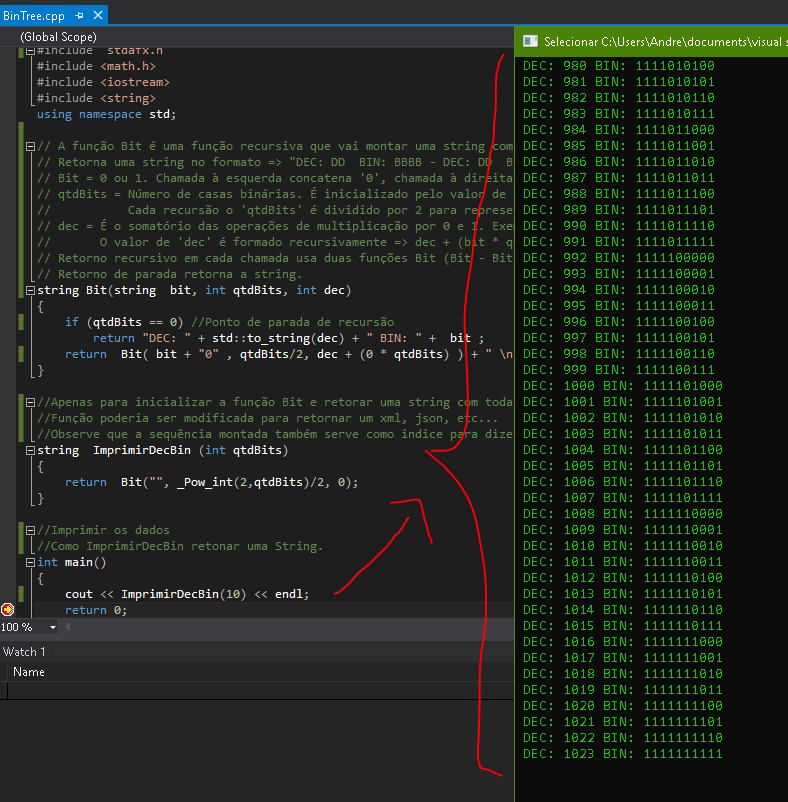 BinTree.cpp
(Global Scope)
#include "stdafx.h"
#include <math.h>
#include <iostream>
#include <string>
using namespace std;
// A função Bit é uma função recursiva que vai montar uma string com
// Retorna uma string no formato => "DEC: DD  BIN: BBBB - DEC: DD  B
// Bit = 0 ou 1. Chamada à esquerda concatena '0', chamada à direita
// qtdBits = Número de casas binárias. É inicializado pelo valor de
//           Cada recursão o 'qtdBits' é dividido por 2 para represe
// dec = É o somatório das operações de multiplicação por 0 e 1. Exe
//       O valor de 'dec' é formado recursivamente => dec + (bit * q
// Retorno recursivo em cada chamada usa duas funções Bit (Bit - Bit
// Retorno de parada retorna a string.
string Bit(string  bit, int qtdBits, int dec)
{
if (qtdBits == 0) //Ponto de parada de recursão
return "DEC: " + std::to_string(dec) + " BIN: " +  bit ;
return  Bit( bit + "0" , qtdBits/2, dec + (0 * qtdBits) ) + " \n
}
//Apenas para inicializar a função Bit e retorar uma string com toda
//Função poderia ser modificada para retornar um xml, json, etc...
//Observe que a sequência montada também serve como indice para dize
string  ImprimirDecBin (int qtdBits)
{
return  Bit("", _Pow_int(2,qtdBits)/2, 0);
}
//Imprimir os dados
//Como ImprimirDecBin retonar uma String.
int main()
{
cout << ImprimirDecBin(10) << endl;
return 0;
100 %
Watch 1
Name
Selecionar C:\Users\Andre\documents\visual s
DEC: 980 BIN: 1111010100
DEC: 981 BIN: 1111010101
DEC: 982 BIN: 1111010110
DEC: 983 BIN: 1111010111
DEC: 984 BIN: 1111011000
DEC: 985 BIN: 1111011001
DEC: 986 BIN: 1111011010
DEC: 987 BIN: 1111011011
DEC: 988 BIN: 1111011100
DEC: 989 BIN: 1111011101
DEC: 990 BIN: 1111011110
DEC: 991 BIN: 1111011111
DEC: 992 BIN: 1111100000
DEC: 993 BIN: 1111100001
DEC: 994 BIN: 1111100010
DEC: 995 BIN: 1111100011
DEC: 996 BIN: 1111100100
DEC: 997 BIN: 1111100101
DEC: 998 BIN: 1111100110
DEC: 999 BIN: 1111100111
DEC: 1000 BIN: 1111101000
DEC: 1001 BIN: 1111101001
DEC: 1002 BIN: 1111101010
DEC: 1003 BIN: 1111101011
DEC: 1004 BIN: 1111101100
DEC: 1005 BIN: 1111101101
DEC: 1006 BIN: 1111101110
DEC: 1007 BIN: 1111101111
DEC: 1008 BIN: 1111110000
DEC: 1009 BIN: 1111110001
DEC: 1010 BIN: 1111110010
DEC: 1011 BIN: 1111110011
DEC: 1012 BIN: 1111110100
DEC: 1013 BIN: 1111110101
DEC: 1014 BIN: 1111110110
DEC: 1015 BIN: 1111110111
DEC: 1016 BIN: 1111111000
DEC: 1017 BIN: 1111111001
DEC: 1018 BIN: 1111111010
DEC: 1019 BIN: 1111111011
DEC: 1020 BIN: 1111111100
DEC: 1021 BIN: 1111111101
DEC: 1022 BIN: 1111111110
DEC: 1023 BIN: 1111111111